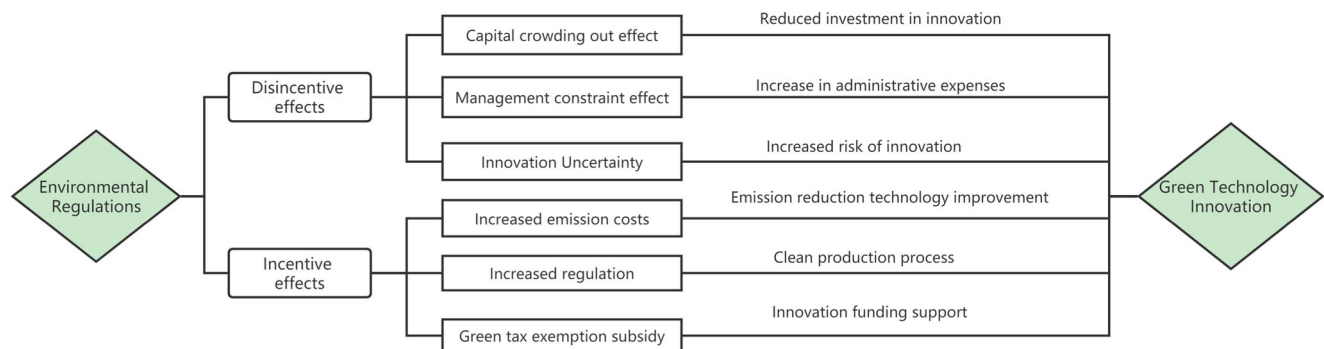 Environmental
Regulations
Disincentive
effects
Incentive
effects
Capital crowding out effect
Reduced investment in innovation
Management constraint effect
Increase in administrative expenses
Innovation Uncertainty
Increased risk of innovation
Increased emission costs
Emission reduction technology improvement
Increased regulation
Clean production process
Green tax exemption subsidy
Innovation funding support
Green Technology
Innovation